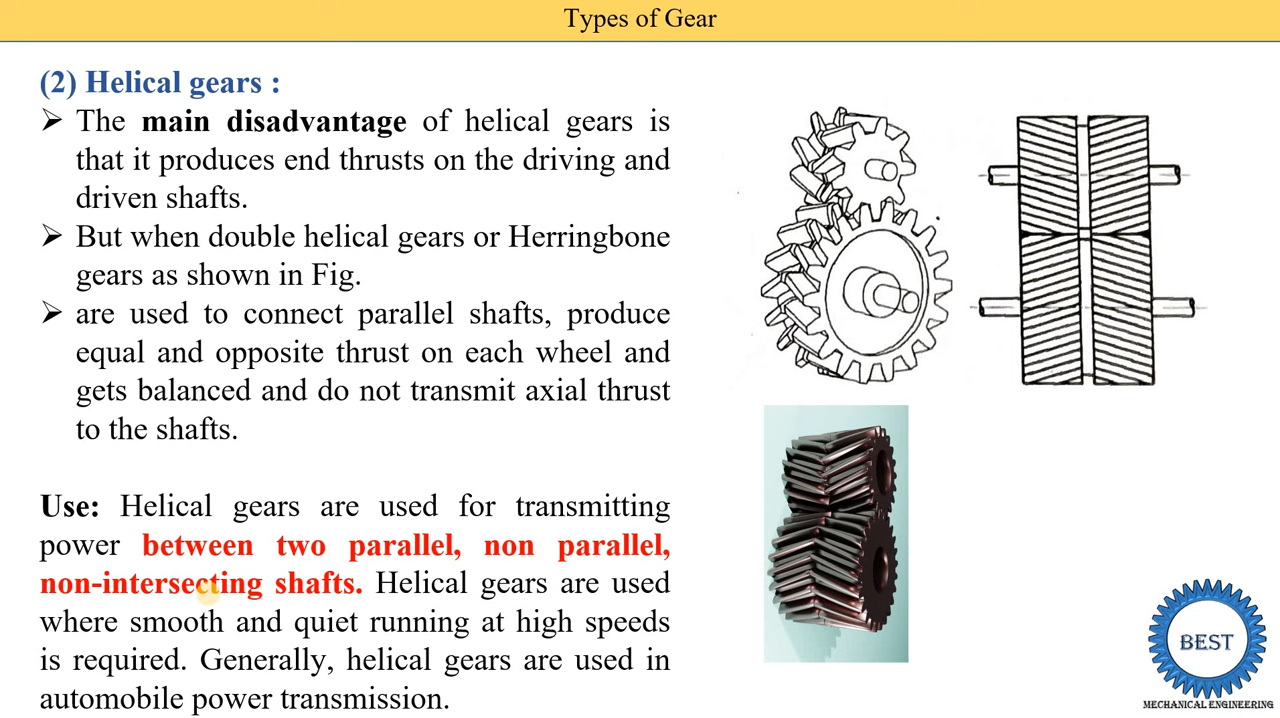 Types of Gear
(2) Helical gears :
➢ The main disadvantage of helical gears is
that it produces end thrusts on the driving and
driven shafts.
➢ But when double helical gears or Herringbone
gears as shown in Fig.
➢ are used to connect parallel shafts, produce
equal and opposite thrust on each wheel and
gets balanced and do not transmit axial thrust
to the shafts.
Use: Helical gears are used for transmitting
power between two parallel, non parallel,
non-intersecting shafts. Helical gears are used
where smooth and quiet running at high speeds
is required. Generally, helical gears are used in
automobile power transmission.
BEST
MECHANICAL ENGINEERING